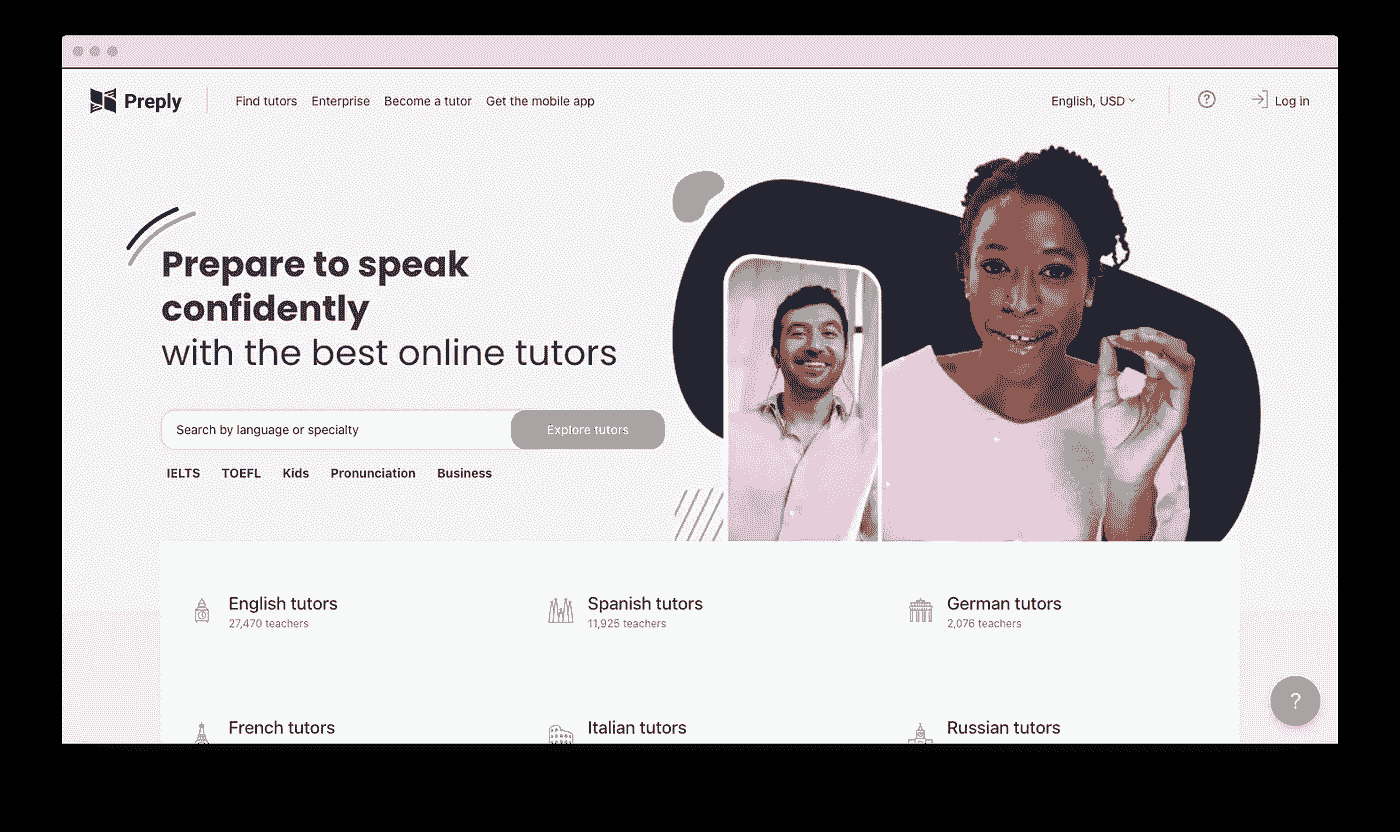 Preply
Find tutors Enterprise Become a tutor Get the mobile app
English, USD
?
Log in
Prepare to speak
confidently
with the best online tutors
Search by language or specialty
Explore tutors
IELTS TOEFL Kids Pronunciation Business
English tutors
27,470 teachers
Spanish tutors
11,925 teachers
German tutors
2,076 teachers
French tutors
Italian tutors
Russian tutors
?